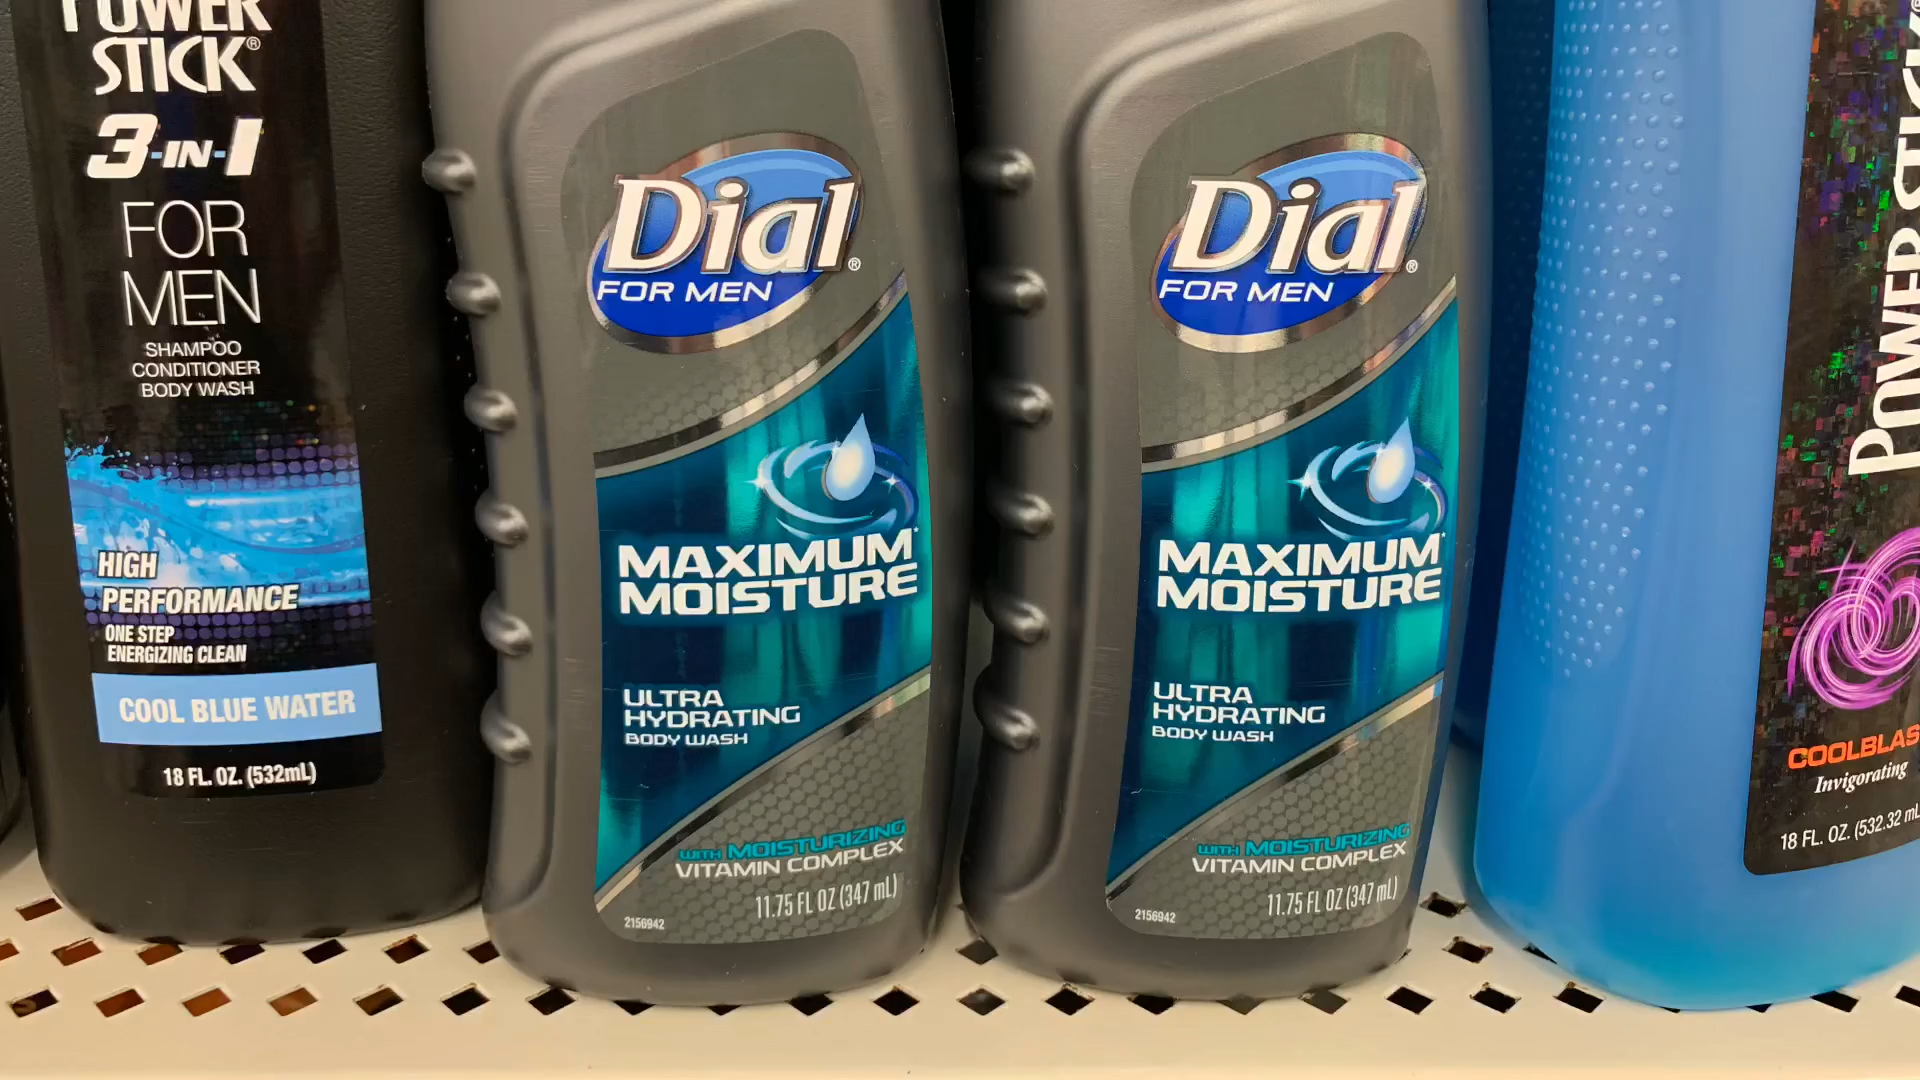 POWER
STICK®
3-IN-1
FOR
MEN
SHAMPOO
CONDITIONER
BODY WASH
HIGH
PERFORMANCE
ONE STEP
ENERGIZING CLEAN
COOL BLUE WATER
18 FL. OZ. (532mL)
Dial®
FOR MEN
MAXIMUM*
MOISTURE
ULTRA
HYDRATING
BODY WASH
WITH MOISTURIZING
VITAMIN COMPLEX
11.75 FL OZ (347 mL)
2156942
Dial®
FOR MEN
MAXIMUM*
MOISTURE
ULTRA
HYDRATING
BODY WASH
WITH MOISTURIZING
VITAMIN COMPLEX
11.75 FL OZ (347 mL)
2156942
POWER STICK®
COOLBLAS
Invigorating
18 FL. OZ. (532.32 mL